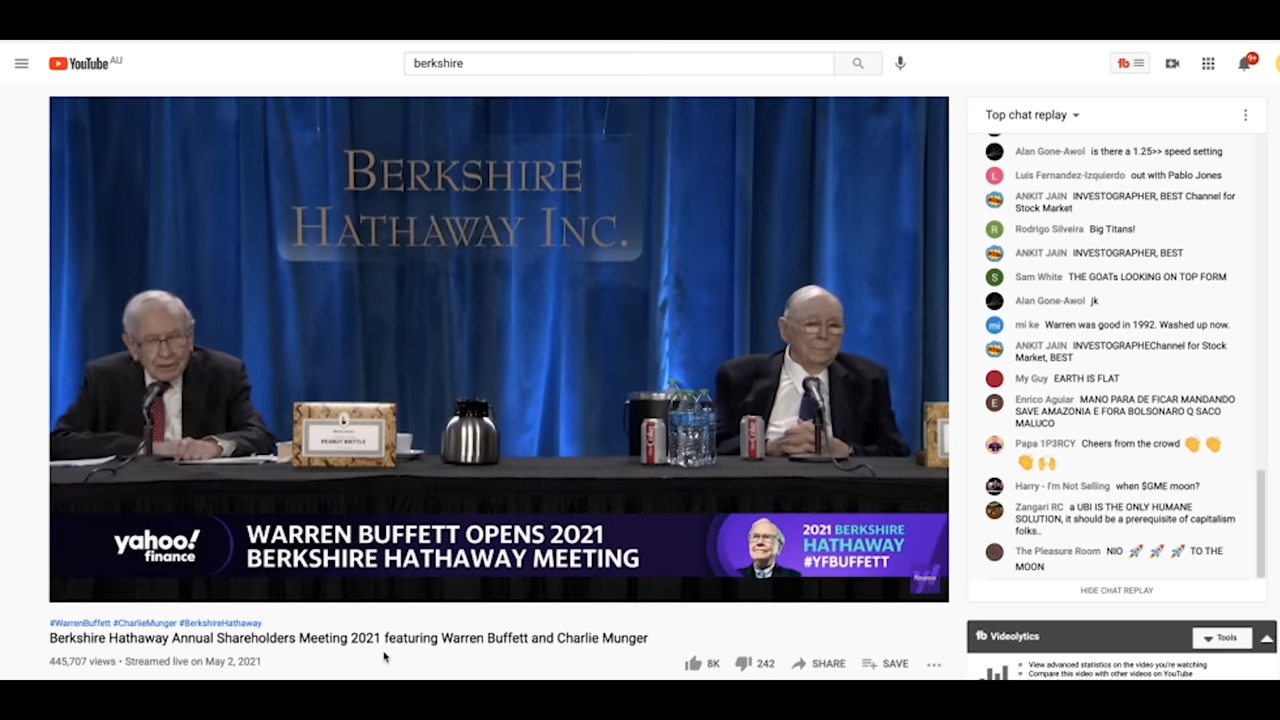 YouTube AU
berkshire
fb
9+
BERKSHIRE
HATHAWAY INC.
PEANUT BRITTLE
yahoo!
finance
WARREN BUFFETT OPENS 2021
BERKSHIRE HATHAWAY MEETING
2021 BERKSHIRE
HATHAWAY
#YFBUFFETT
finance
#WarrenBuffett #CharlieMunger #BerkshireHathaway
Berkshire Hathaway Annual Shareholders Meeting 2021 featuring Warren Buffett and Charlie Munger
445,707 views • Streamed live on May 2, 2021
8K 242 SHARE SAVE
Top chat replay
Alan Gone-Awol is there a 1.25>> speed setting
Luis Fernandez-Izquierdo out with Pablo Jones
ANKIT JAIN INVESTOGRAPHER, BEST Channel for
Stock Market
Rodrigo Silveira Big Titans!
ANKIT JAIN INVESTOGRAPHER, BEST
Sam White THE GOATs LOOKING ON TOP FORM
Alan Gone-Awol jk
mi ke Warren was good in 1992. Washed up now.
ANKIT JAIN INVESTOGRAPHEChannel for Stock
Market, BEST
My Guy EARTH IS FLAT
Enrico Aguiar MANO PARA DE FICAR MANDANDO
SAVE AMAZONIA E FORA BOLSONARO Q SACO
MALUCO
Papa 1P3RCY Cheers from the crowd 👏 👏
👏 🙌
Harry - I'm Not Selling when $GME moon?
Zangari RC a UBI IS THE ONLY HUMANE
SOLUTION, it should be a prerequisite of capitalism
folks..
The Pleasure Room NIO 🚀 🚀 🚀 TO THE
MOON
HIDE CHAT REPLAY
fb Videolytics Tools
View advanced statistics on the video you're watching
Compare this video with other videos on YouTube